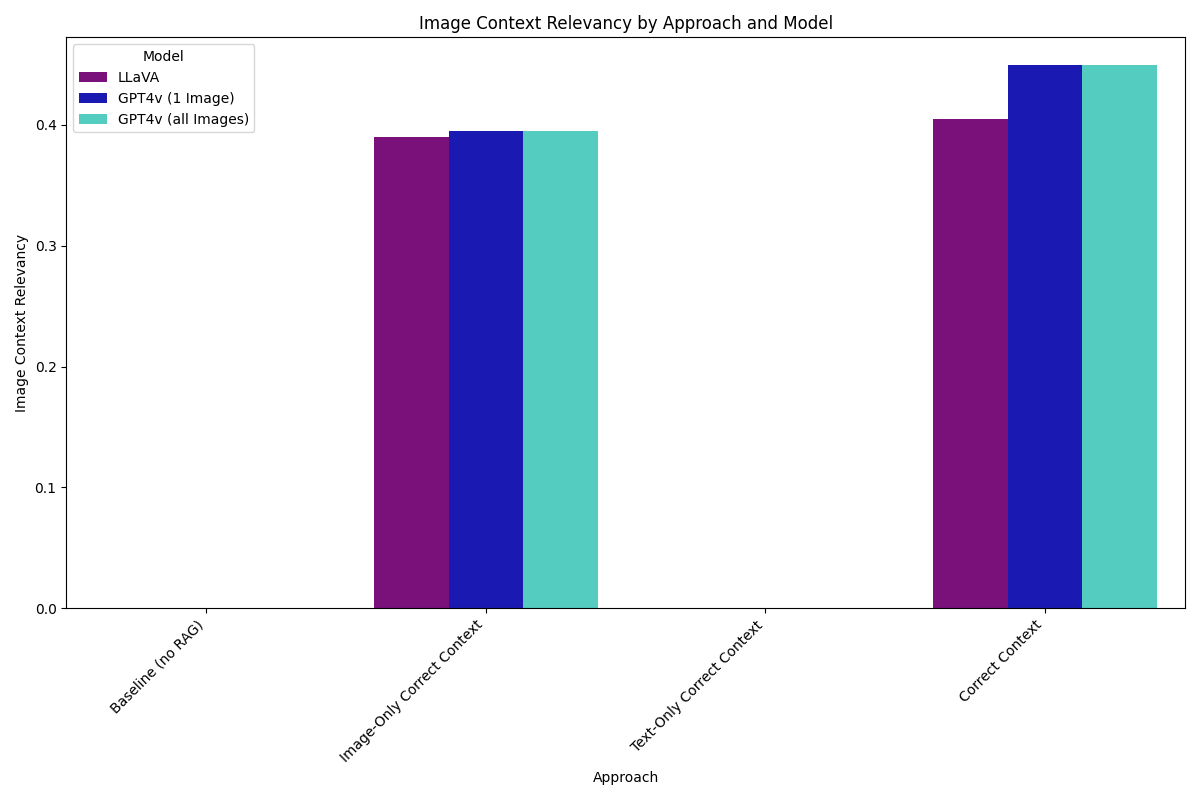 Image Context Relevancy by Approach and Model
Model
LLaVA
GPT4v (1 Image)
GPT4v (all Images)
Image Context Relevancy
0.4
0.3
0.2
0.1
0.0
Baseline (no RAG)
Image-Only Correct Context
Text-Only Correct Context
Correct Context
Approach